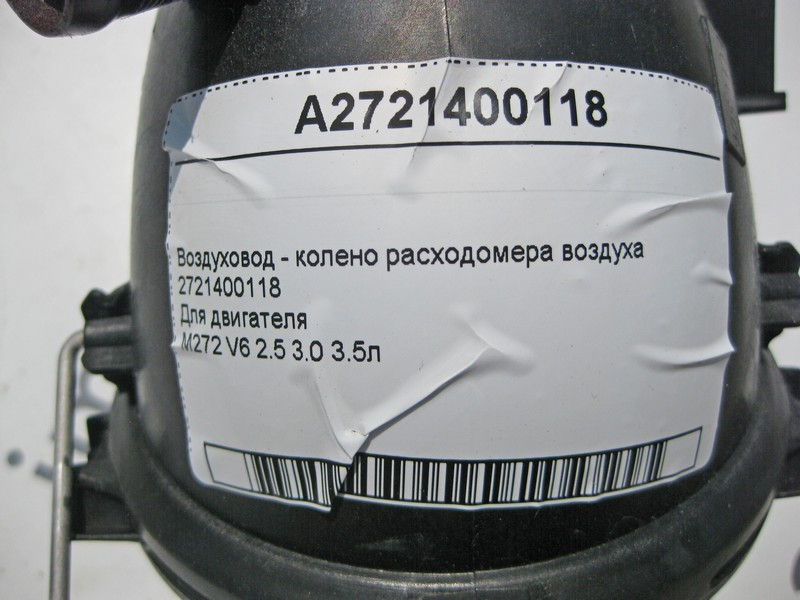 A2721400118
Воздуховод - колено расходомера воздуха
2721400118
Для двигателя
M272 V6 2.5 3.0 3.5л